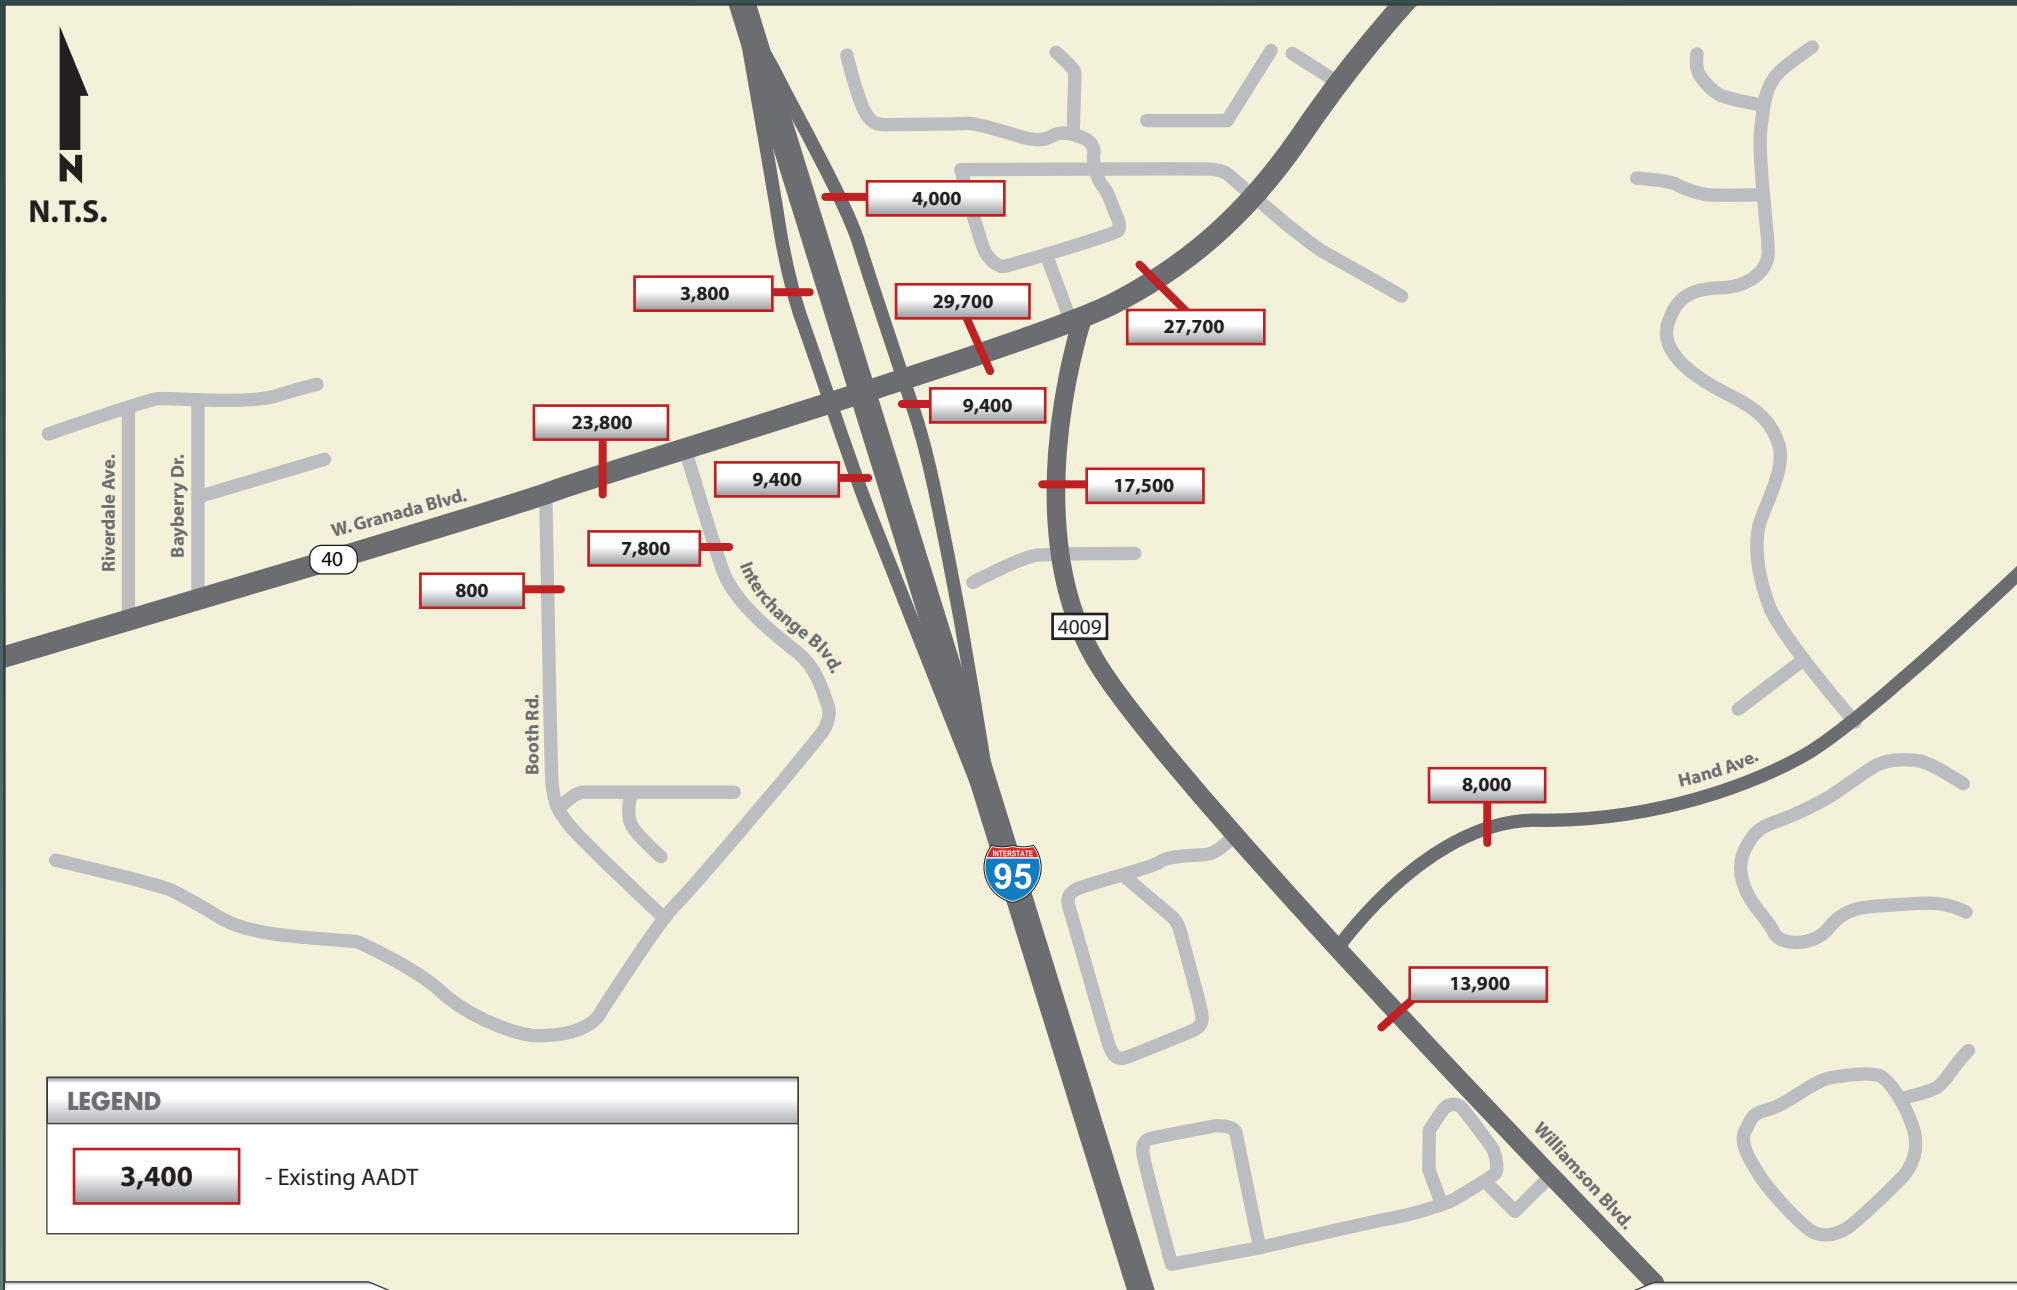 N
N.T.S.
4,000
3,800
29,700
27,700
9,400
23,800
9,400
17,500
7,800
800
W. Granada Blvd.
40
Riverdale Ave.
Bayberry Dr.
Interchange Blvd.
Booth Rd.
4009
INTERSTATE
95
8,000
Hand Ave.
13,900
Williamson Blvd.
LEGEND
3,400 - Existing AADT